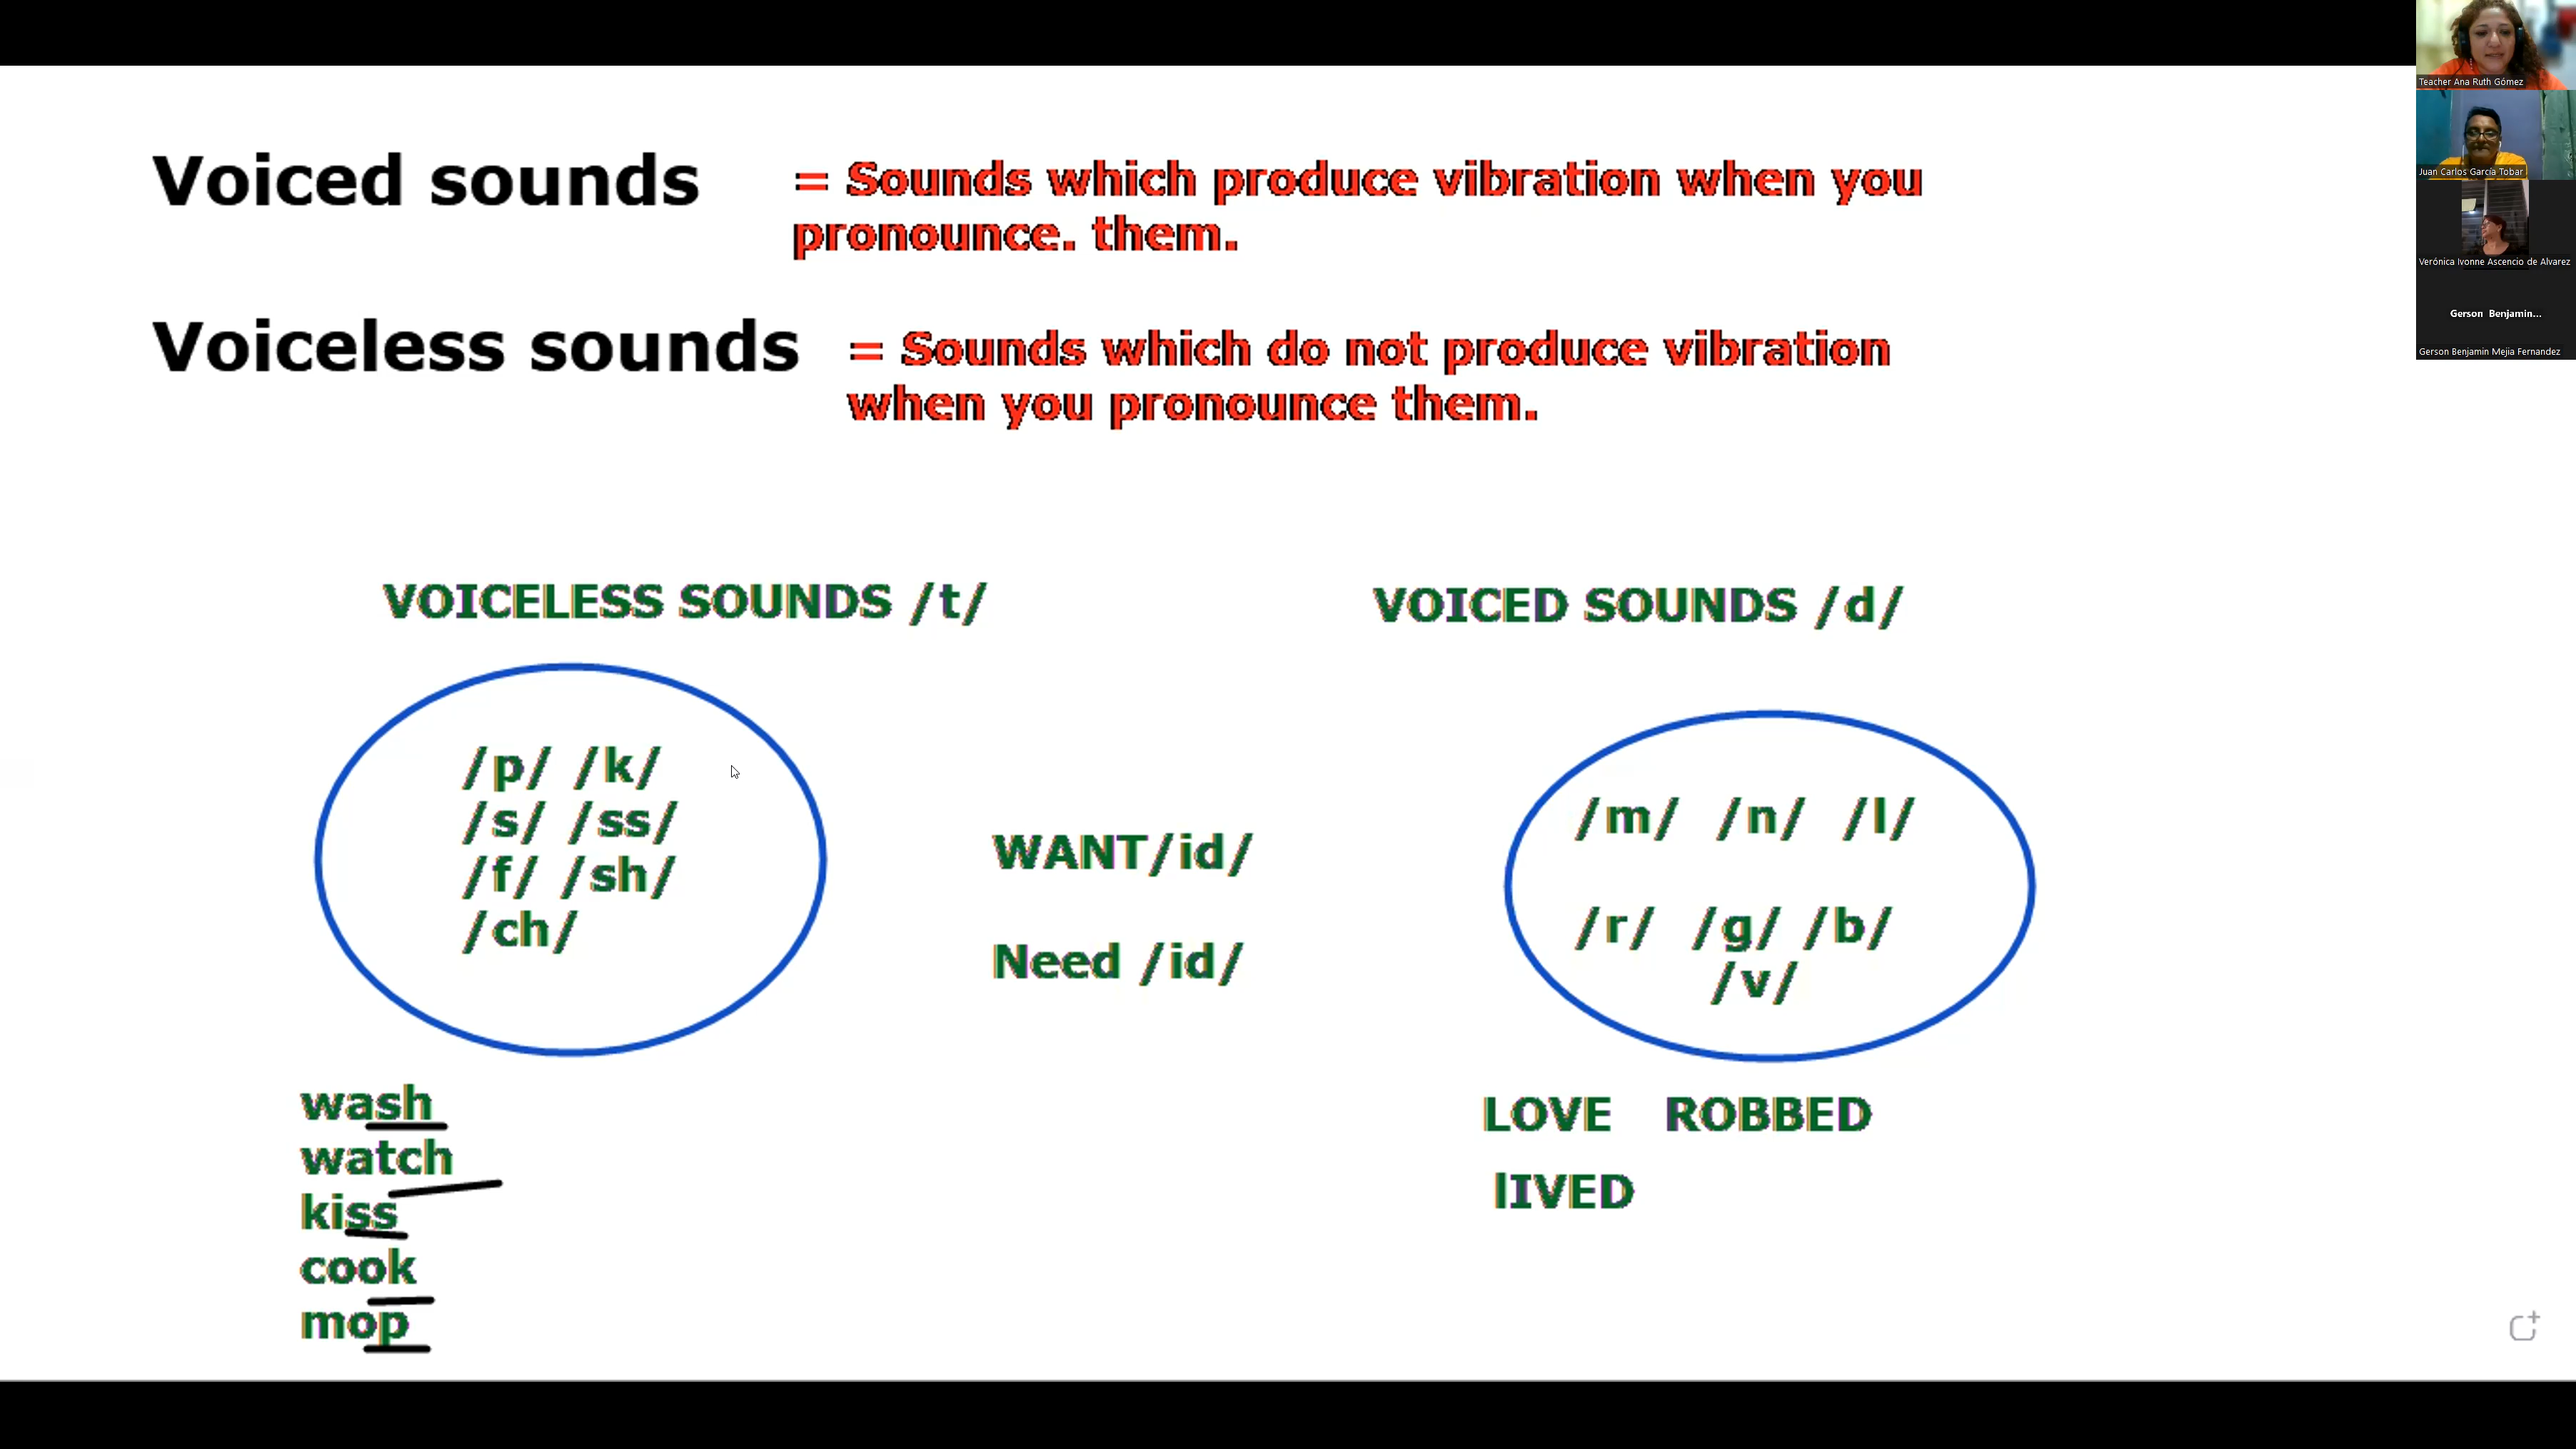 Voiced sounds
= Sounds which produce vibration when you
pronounce. them.
Voiceless sounds
= Sounds which do not produce vibration
when you pronounce them.
VOICELESS SOUNDS /t/
/p/ /k/
/s/ /ss/
/f/ /sh/
/ch/
wash
watch
kiss
cook
mop
WANT/id/
Need /id/
VOICED SOUNDS /d/
/m/ /n/ /l/
/r/ /g/ /b/
/v/
LOVE ROBBED
lIVED
Teacher Ana Ruth Gómez
Juan Carlos García Tobar
Verónica Ivonne Ascencio de Alvarez
Gerson Benjamin...
Gerson Benjamin Mejia Fernandez